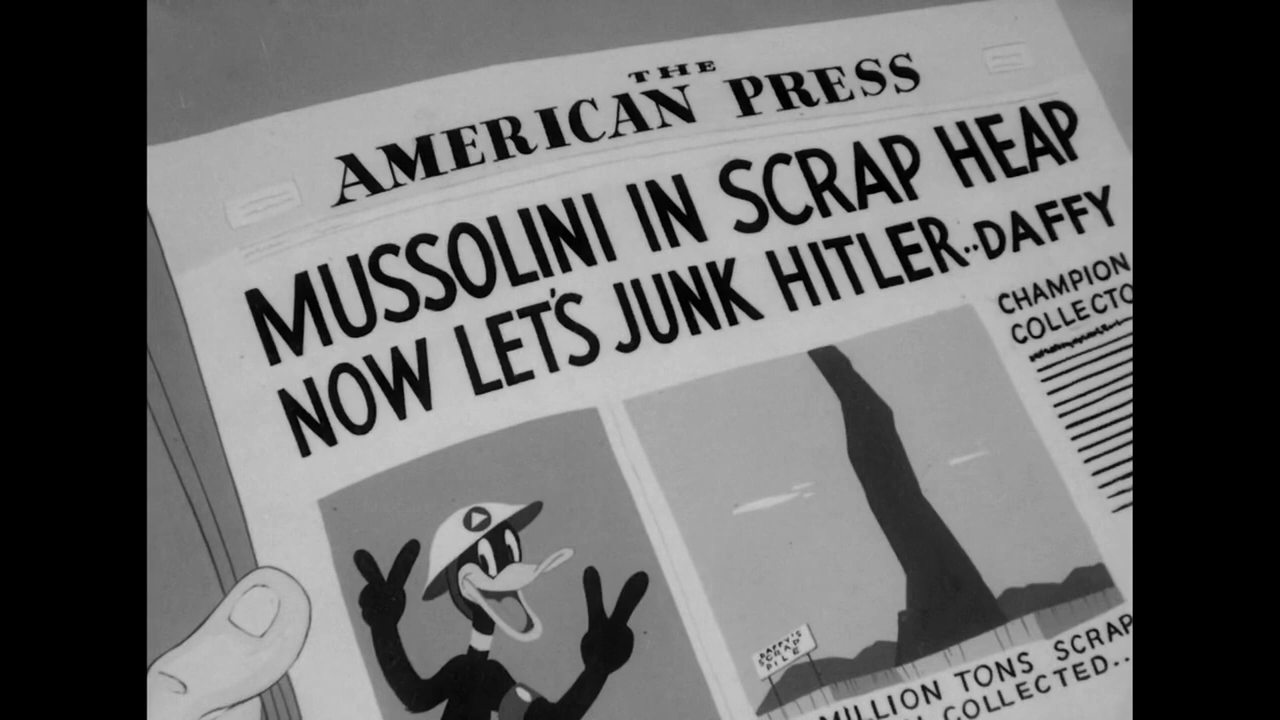 THE
AMERICAN PRESS
MUSSOLINI IN SCRAP HEAP
NOW LET'S JUNK HITLER..DAFFY
CHAMPION
COLLECTO
DAFFY'S
SCRAP
PILE
MILLION TONS SCRAP
COLLECTED..